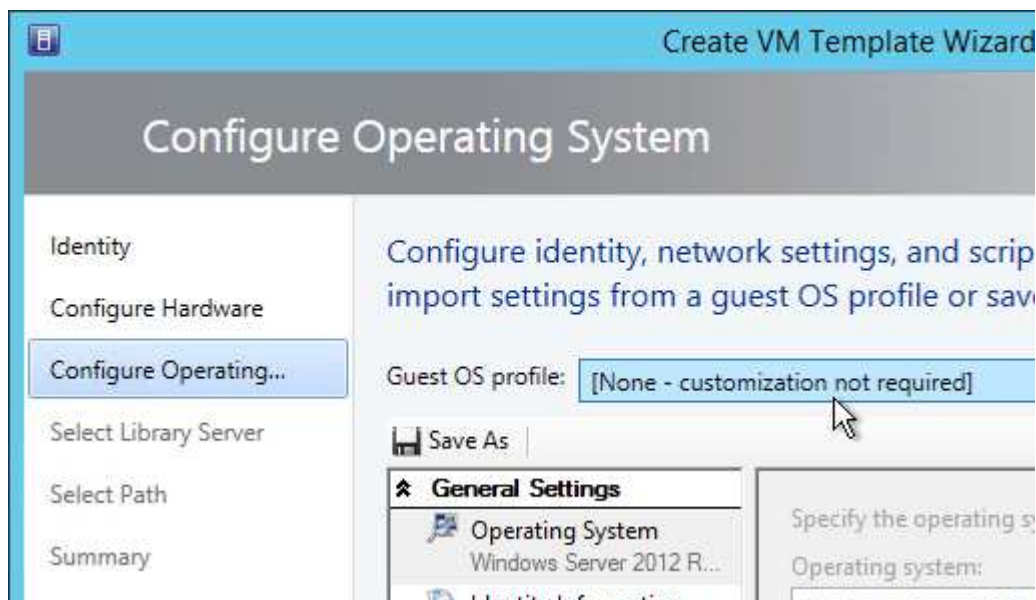 Create VM Template Wizard
Configure Operating System
Identity
Configure Hardware
Configure Operating...
Select Library Server
Select Path
Summary
Configure identity, network settings, and scrip
import settings from a guest OS profile or save
Guest OS profile:
[None - customization not required]
Save As
General Settings
Operating System
Windows Server 2012 R...
Specify the operating sy
Operating system: